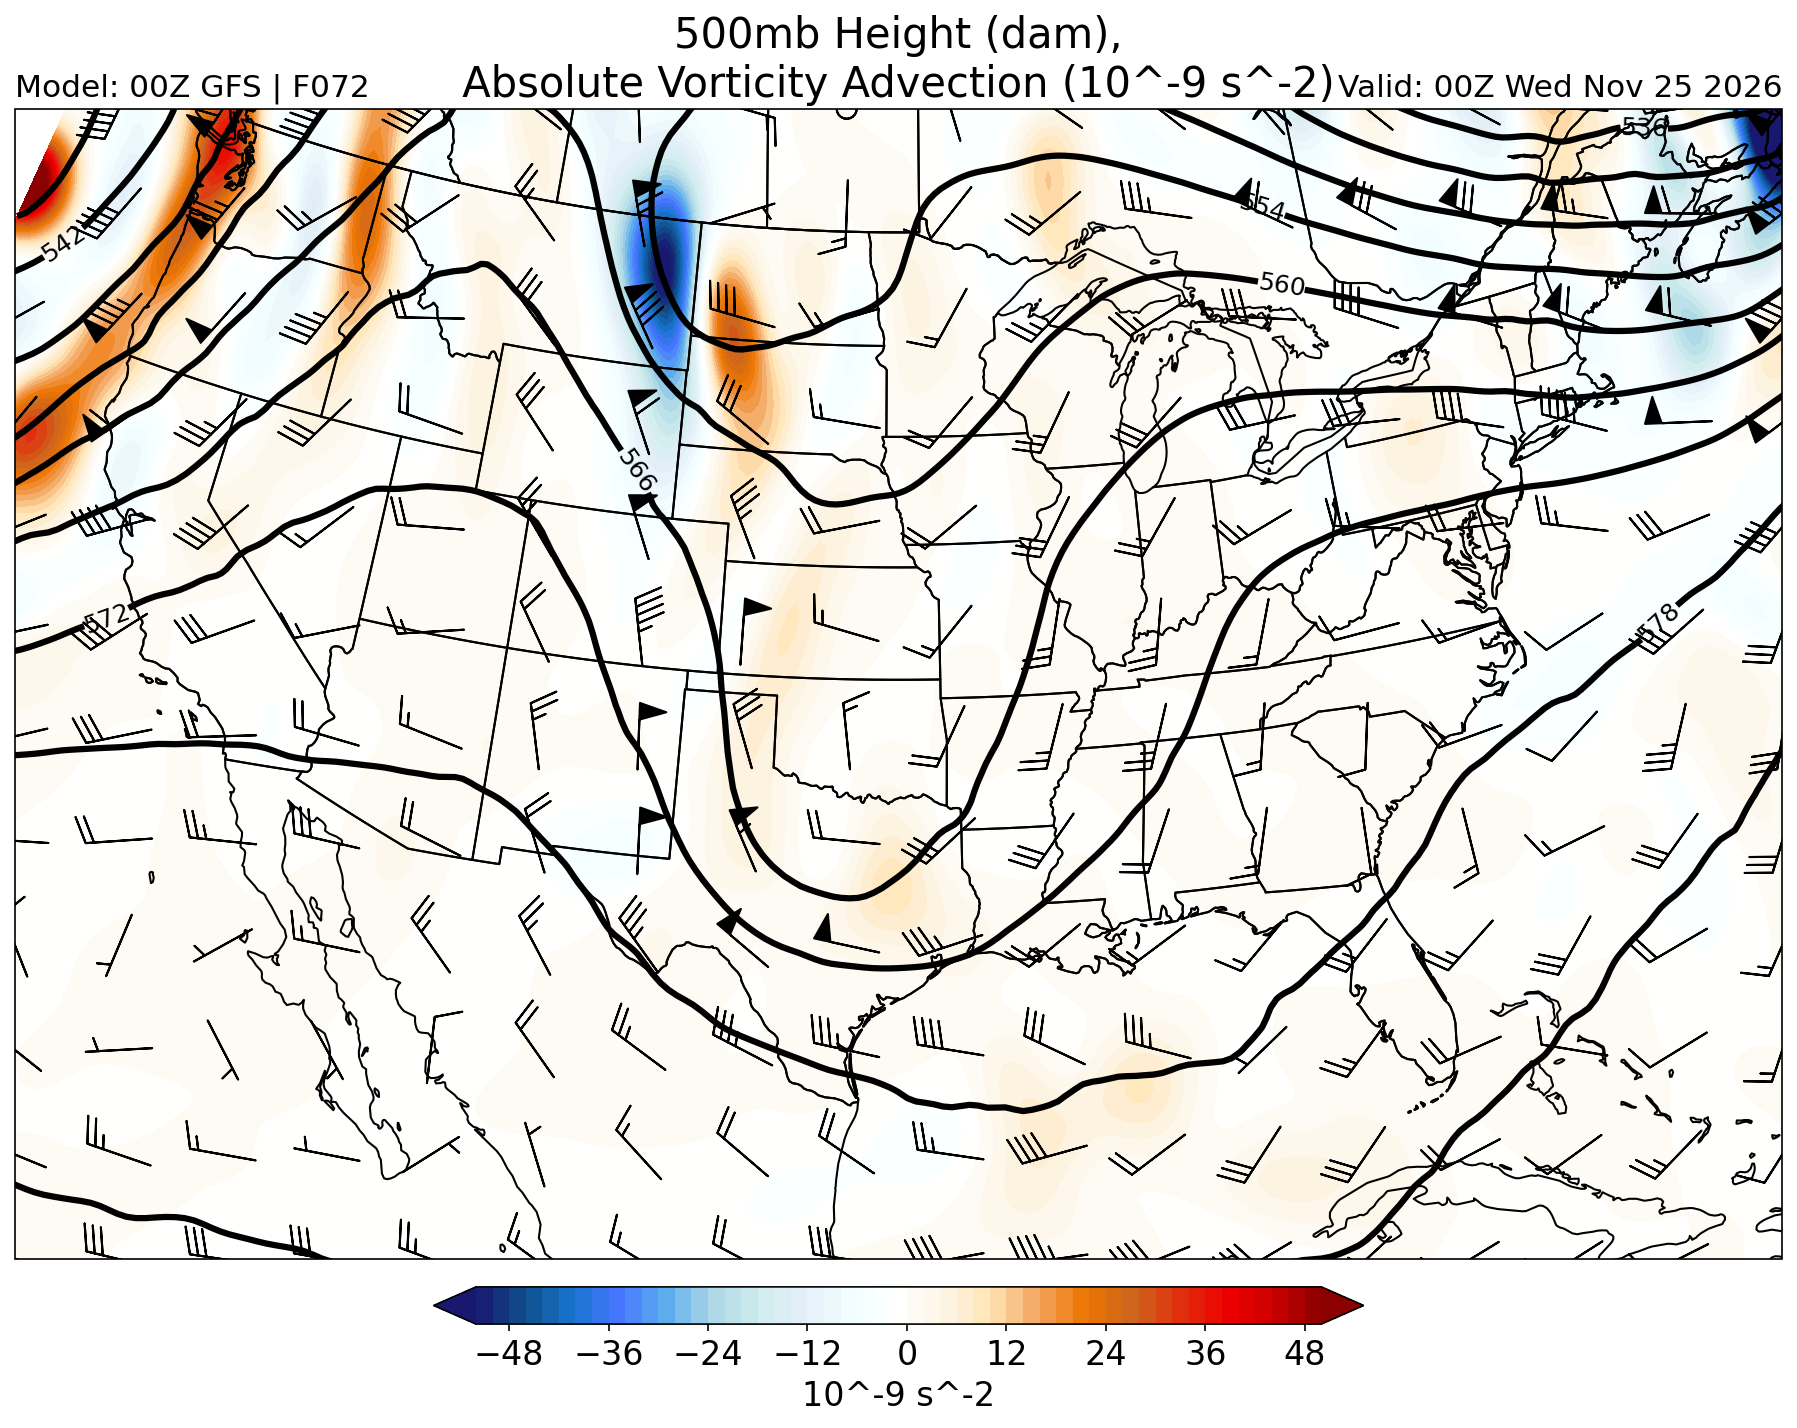 500mb Height (dam),
Model: 00Z GFS | F072
Absolute Vorticity Advection (10^-9 s^-2)
Valid: 00Z Wed Nov 25 2026
536
542
554
560
566
572
578
−48 −36 −24 −12 0 12 24 36 48
10^-9 s^-2